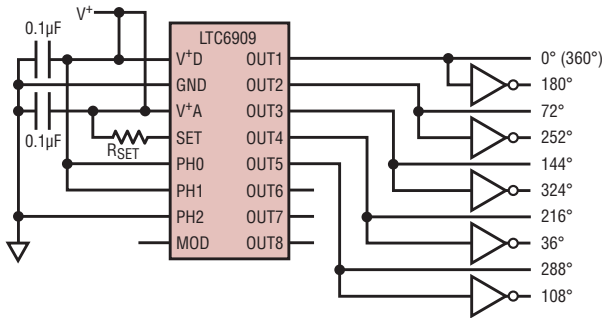 V+
0.1µF
0.1µF
RSET
LTC6909
V+D
GND
V+A
SET
PH0
PH1
PH2
MOD
OUT1
OUT2
OUT3
OUT4
OUT5
OUT6
OUT7
OUT8
0° (360°)
180°
72°
252°
144°
324°
216°
36°
288°
108°